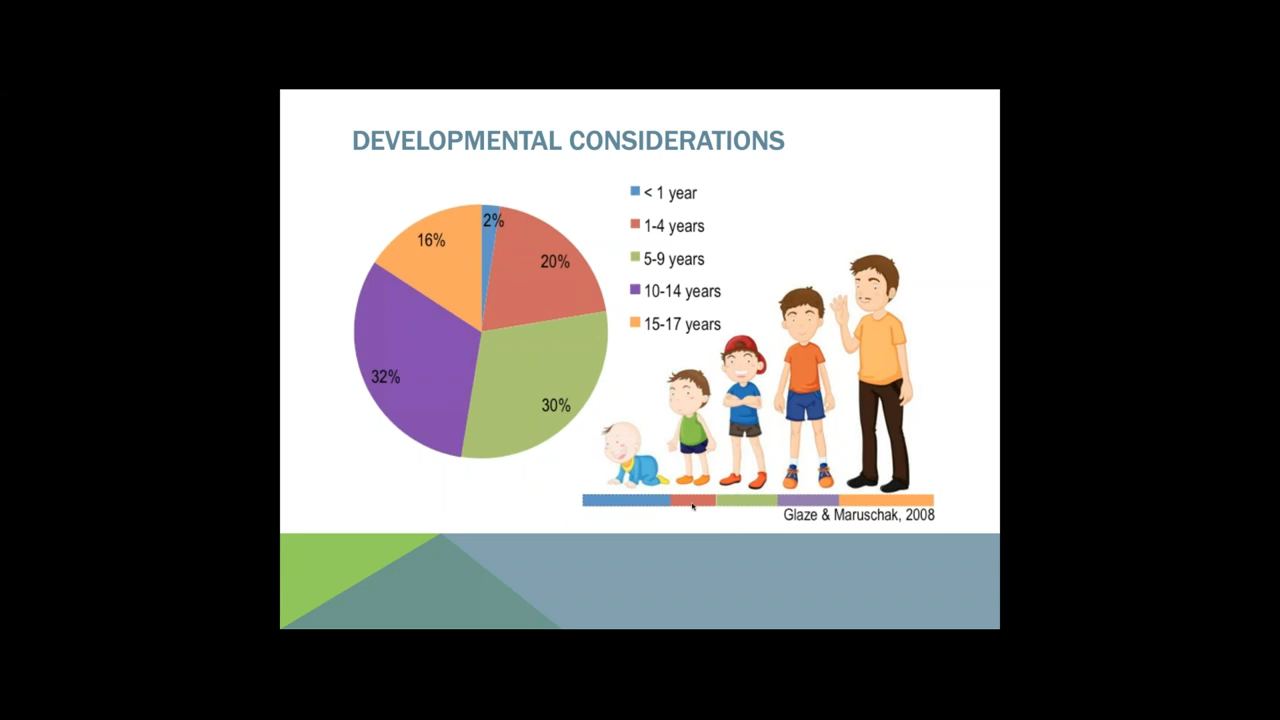 DEVELOPMENTAL CONSIDERATIONS
2%
20%
30%
32%
16%
< 1 year
1-4 years
5-9 years
10-14 years
15-17 years
Glaze & Maruschak, 2008